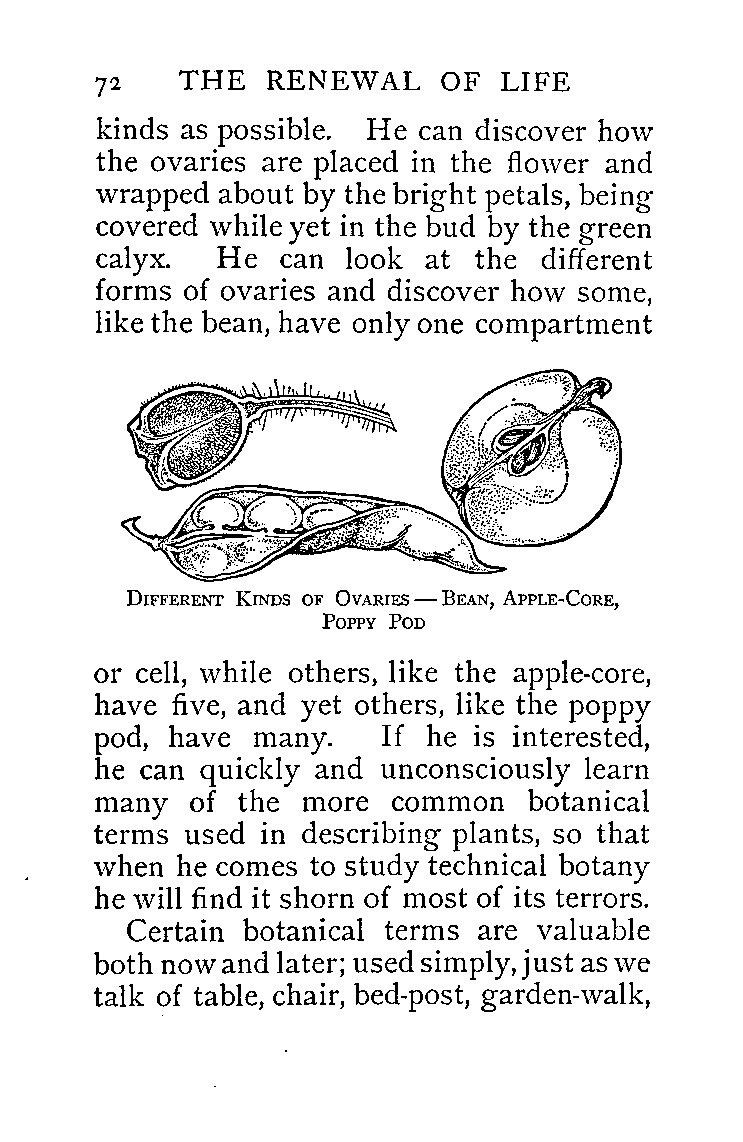 72 THE RENEWAL OF LIFE
kinds as possible. He can discover how
the ovaries are placed in the flower and
wrapped about by the bright petals, being
covered while yet in the bud by the green
calyx. He can look at the different
forms of ovaries and discover how some,
like the bean, have only one compartment
DIFFERENT KINDS OF OVARIES — BEAN, APPLE-CORE,
POPPY POD
or cell, while others, like the apple-core,
have five, and yet others, like the poppy
pod, have many. If he is interested,
he can quickly and unconsciously learn
many of the more common botanical
terms used in describing plants, so that
when he comes to study technical botany
he will find it shorn of most of its terrors.
Certain botanical terms are valuable
both now and later; used simply, just as we
talk of table, chair, bed-post, garden-walk,